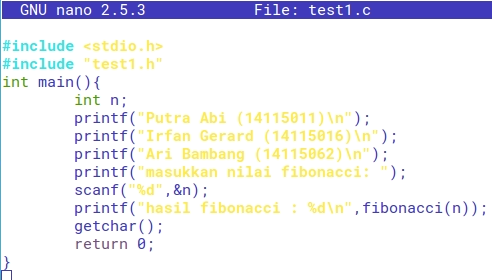 GNU nano 2.5.3 File: test1.c
#include <stdio.h>
#include "test1.h"
int main(){
int n;
printf("Putra Abi (14115011)\n");
printf("Irfan Gerard (14115016)\n");
printf("Ari Bambang (14115062)\n");
printf("masukkan nilai fibonacci: ");
scanf("%d",&n);
printf("hasil fibonacci : %d\n",fibonacci(n));
getchar();
return 0;
}